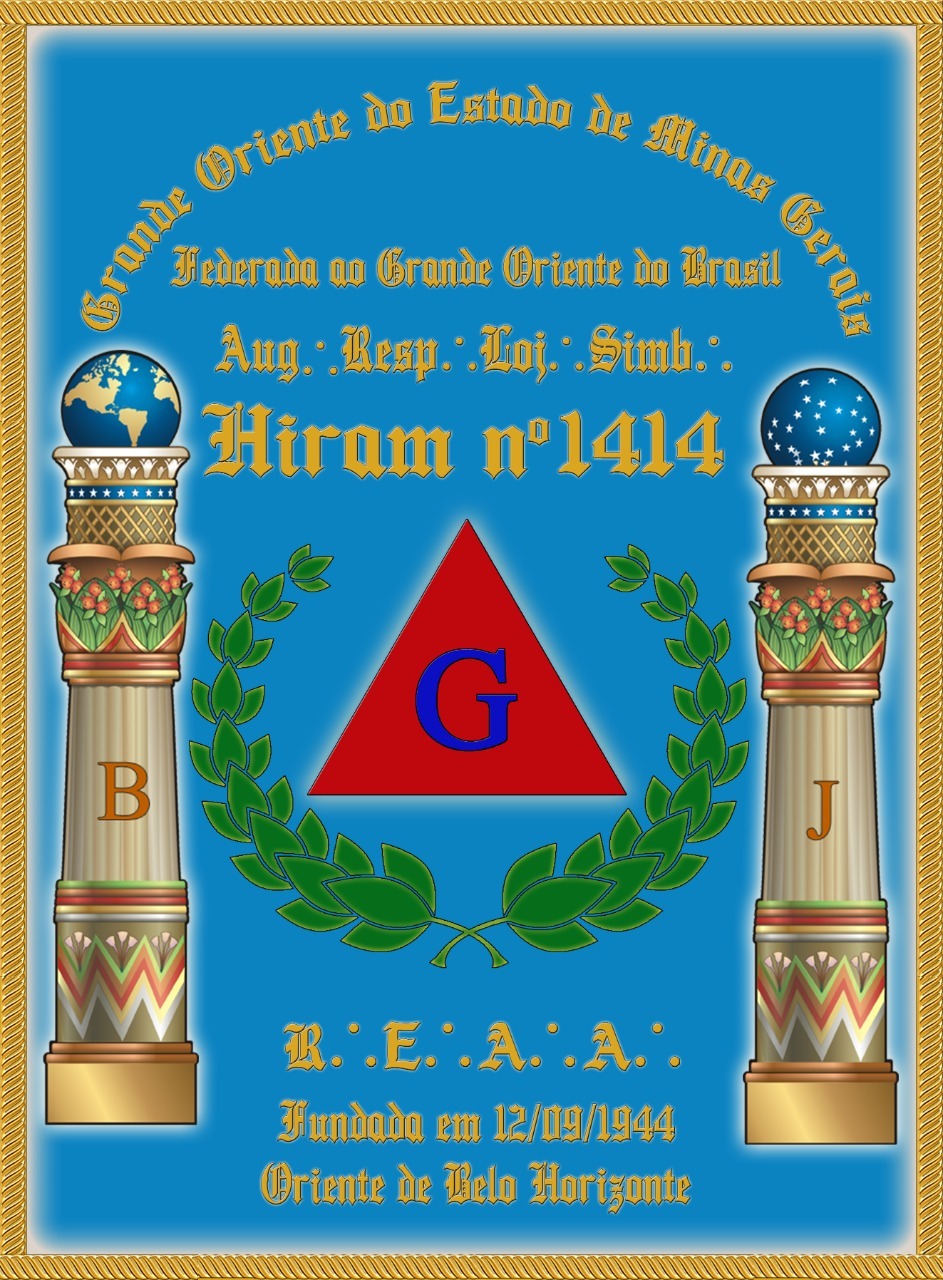 Grande Oriente do Estado de Minas Gerais
Federada ao Grande Oriente do Brasil
Aug.∴Resp.∴Loj.∴Simb.∴
Hiram nº1414
G
B
J
R.∴E.∴A.∴A.∴
Fundada em 12/09/1944
Oriente de Belo Horizonte